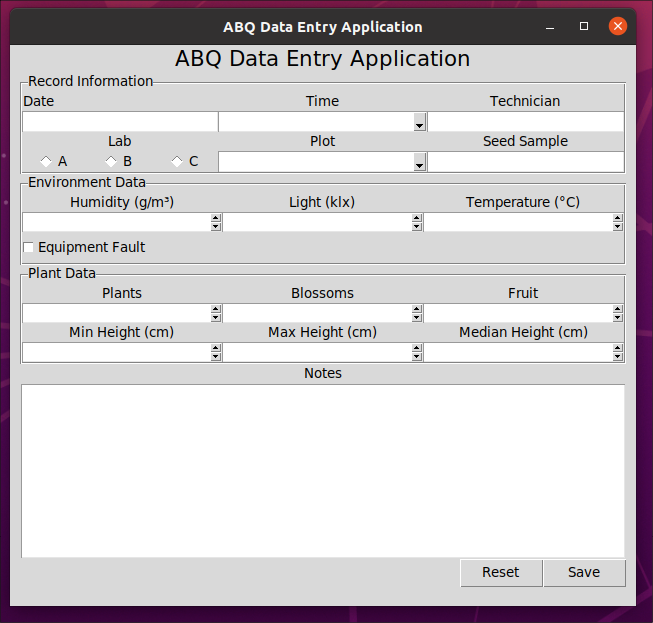 ABQ Data Entry Application
ABQ Data Entry Application
Record Information
Date Time Technician
Lab Plot Seed Sample
A B C
Environment Data
Humidity (g/m³) Light (klx) Temperature (°C)
Equipment Fault
Plant Data
Plants Blossoms Fruit
Min Height (cm) Max Height (cm) Median Height (cm)
Notes
Reset Save